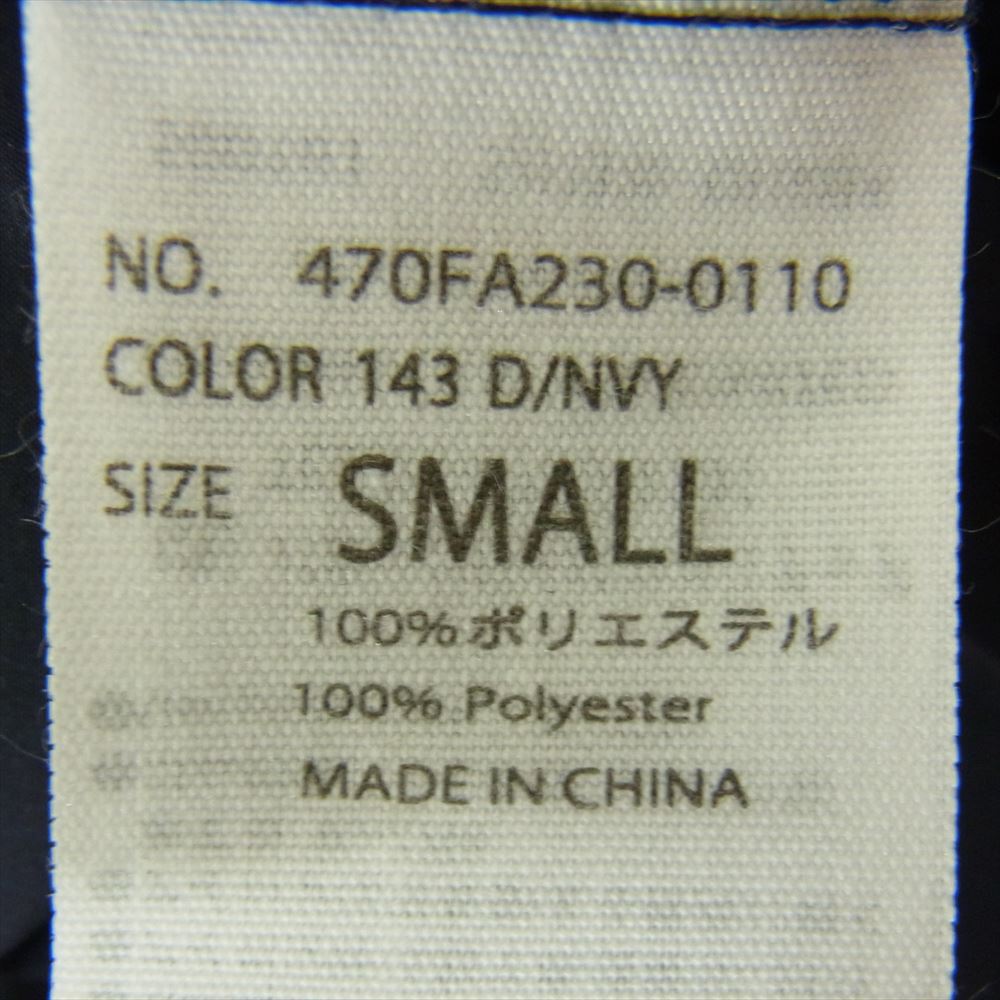 NO. 470FA230-0110
COLOR 143 D/NVY
SIZE SMALL
100%ポリエステル
100% Polyester
MADE IN CHINA